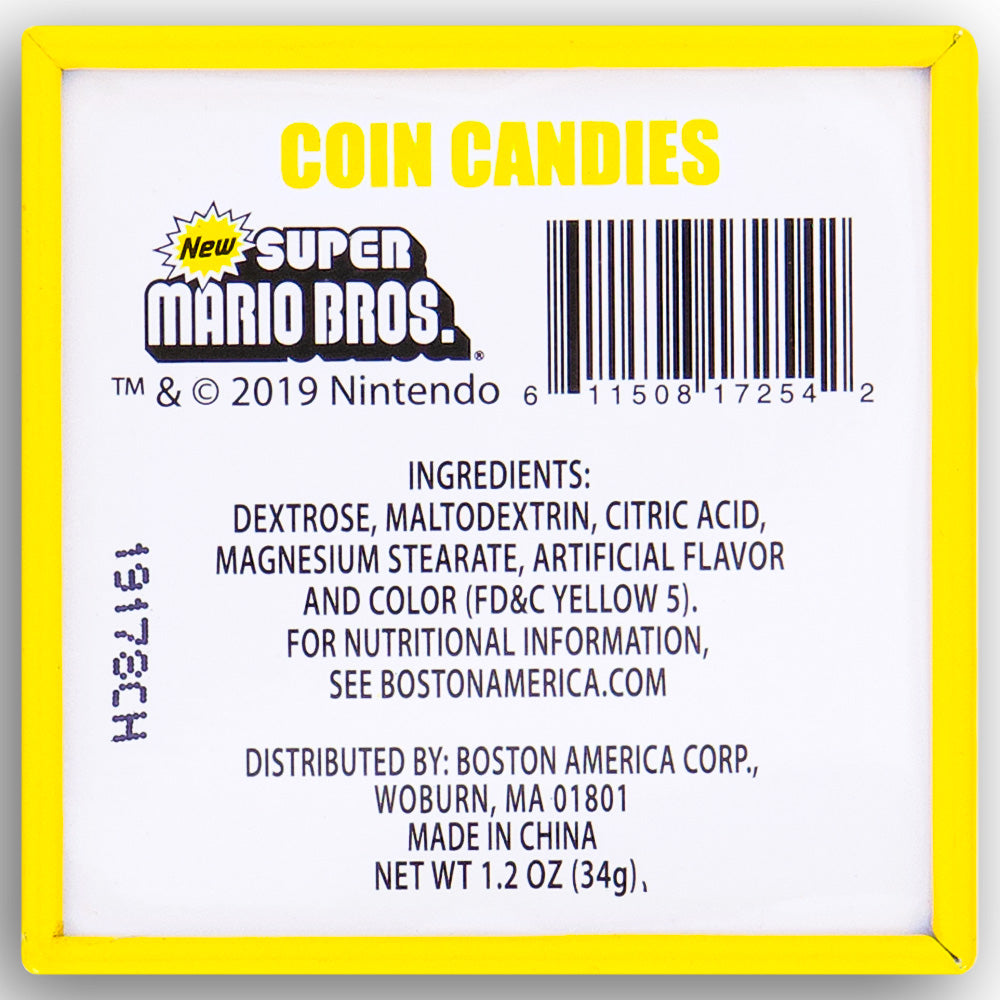 COIN CANDIES
New SUPER
MARIO BROS.®
™ & © 2019 Nintendo
6 11508 17254 2
INGREDIENTS:
DEXTROSE, MALTODEXTRIN, CITRIC ACID,
MAGNESIUM STEARATE, ARTIFICIAL FLAVOR
AND COLOR (FD&C YELLOW 5).
FOR NUTRITIONAL INFORMATION,
SEE BOSTONAMERICA.COM
19178CH
DISTRIBUTED BY: BOSTON AMERICA CORP.,
WOBURN, MA 01801
MADE IN CHINA
NET WT 1.2 OZ (34g)